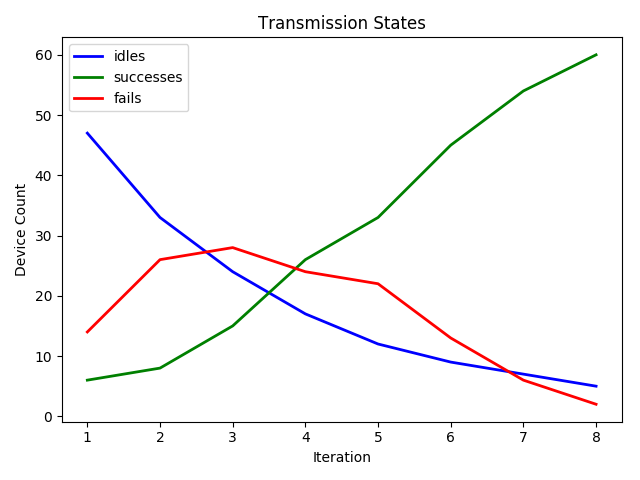 Transmission States
idles
successes
fails
60
50
40
30
20
10
0
Device Count
1 2 3 4 5 6 7 8
Iteration